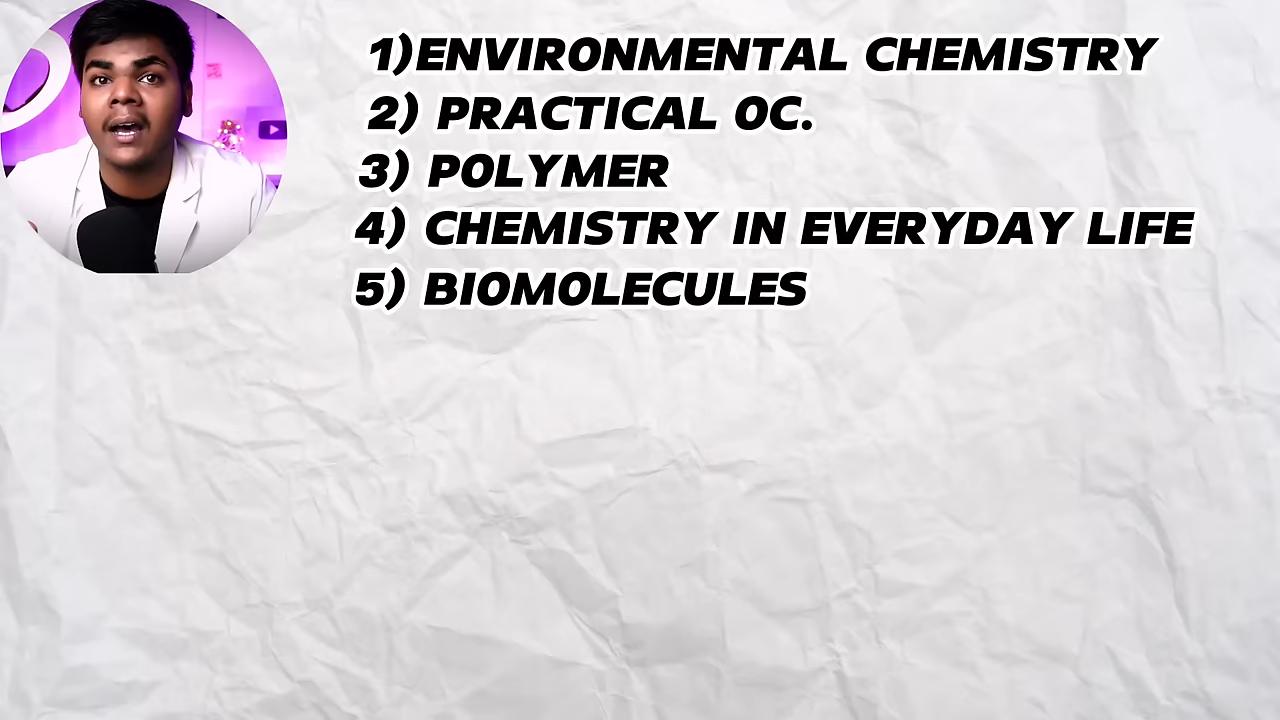 1)ENVIRONMENTAL CHEMISTRY
2) PRACTICAL OC.
3) POLYMER
4) CHEMISTRY IN EVERYDAY LIFE
5) BIOMOLECULES